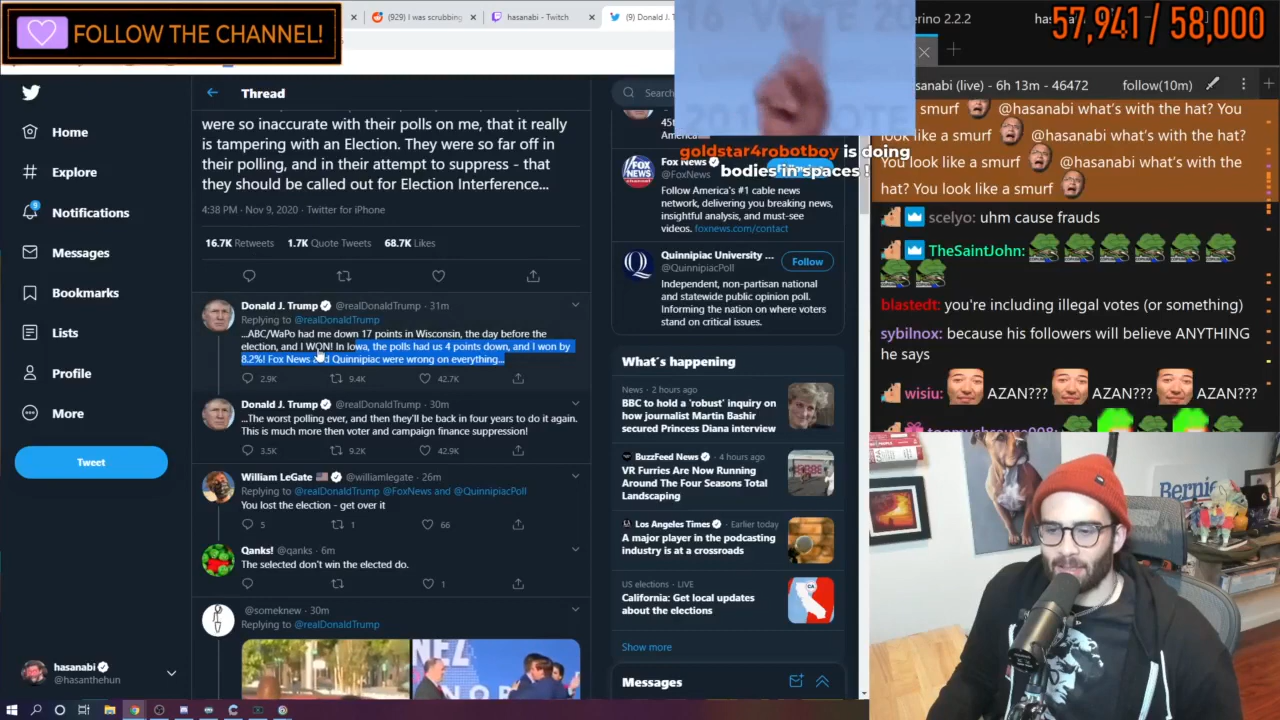 FOLLOW THE CHANNEL!
(929) I was scrubbing
hasanabi - Twitch
(9) Donald J. T
erino 2.2.2
has
57,941 / 58,000
Thread
Search
sanabi (live) - 6h 13m - 46472
follow(10m)
Home
Explore
Notifications
9
Messages
Bookmarks
Lists
Profile
More
Tweet
hasanabi
@hasanthehun
were so inaccurate with their polls on me, that it really
is tampering with an Election. They were so far off in
their polling, and in their attempt to suppress - that
they should be called out for Election Interference...
4:38 PM · Nov 9, 2020 · Twitter for iPhone
16.7K Retweets 1.7K Quote Tweets 68.7K Likes
Donald J. Trump @realDonaldTrump · 31m
Replying to @realDonaldTrump
...ABC/WaPo had me down 17 points in Wisconsin, the day before the
election, and I WON! In Iowa, the polls had us 4 points down, and I won by
8.2%! Fox News and Quinnipiac were wrong on everything...
2.9K 9.4K 42.7K
Donald J. Trump @realDonaldTrump · 30m
...The worst polling ever, and then they'll be back in four years to do it again.
This is much more then voter and campaign finance suppression!
3.5K 9.2K 42.9K
William LeGate @williamlegate · 26m
Replying to @realDonaldTrump @FoxNews and @QuinnipiacPoll
You lost the election - get over it
5 1 66
Qanks! @qanks · 6m
The selected don't win the elected do.
1
@someknew · 30m
Replying to @realDonaldTrump
45t
America
goldstar4robotboy is doing
bodies in spaces !
Fox News
@FoxNews
Follow America's #1 cable news
network, delivering you breaking news,
insightful analysis, and must-see
videos. foxnews.com/contact
Quinnipiac University ...
@QuinnipiacPoll
Follow
Independent, non-partisan national
and statewide public opinion poll.
Informing the nation on where voters
stand on critical issues.
What's happening
News · 2 hours ago
BBC to hold a 'robust' inquiry
on how journalist Martin Bashir
secured Princess Diana interview
BuzzFeed News · 4 hours ago
VR Furries Are Now Running
Around The Four Seasons Total
Landscaping
Los Angeles Times · Earlier today
A major player in the podcasting
industry is at a crossroads
US elections · LIVE
California: Get local updates
about the elections
Show more
Messages
smurf @hasanabi what's with the hat? You
look like a smurf @hasanabi what's with the hat?
You look like a smurf @hasanabi what's with the
hat? You look like a smurf
scelyo: uhm cause frauds
TheSaintJohn:
blastedt: you're including illegal votes (or something)
sybilnox: because his followers will believe ANYTHING
he says
wisiu: AZAN??? AZAN??? AZAN???
Bernie